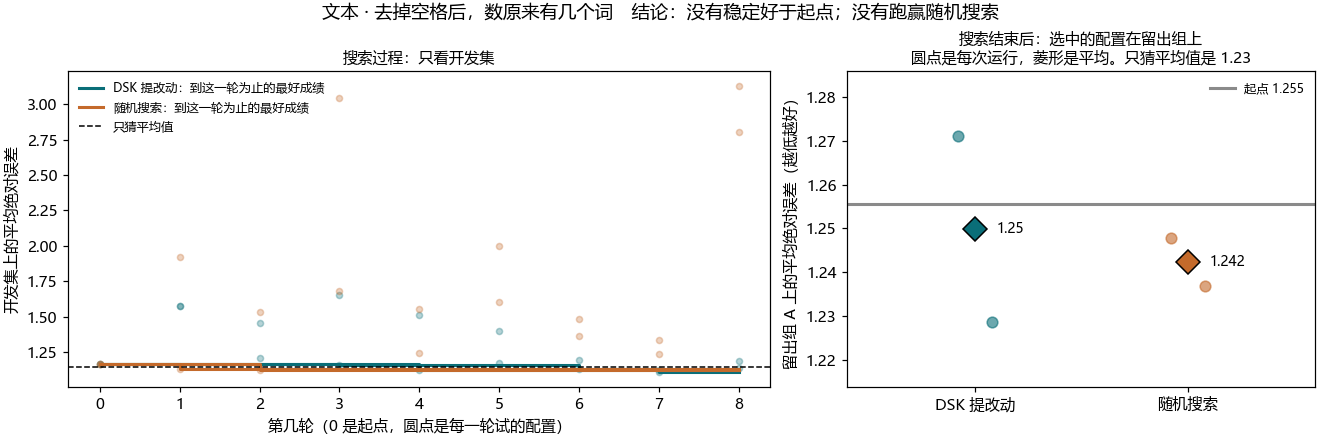 文本 · 去掉空格后，数原来有几个词　结论：没有稳定好于起点；没有跑赢随机搜索
搜索过程：只看开发集
DSK 提改动：到这一轮为止的最好成绩
随机搜索：到这一轮为止的最好成绩
只猜平均值
开发集上的平均绝对误差
3.00
2.75
2.50
2.25
2.00
1.75
1.50
1.25
0 1 2 3 4 5 6 7 8
第几轮（0 是起点，圆点是每一轮试的配置）
搜索结束后：选中的配置在留出组上
圆点是每次运行，菱形是平均。只猜平均值是 1.23
起点 1.255
留出组 A 上的平均绝对误差（越低越好）
1.28
1.27
1.26
1.25
1.24
1.23
1.22
1.25
1.242
DSK 提改动
随机搜索